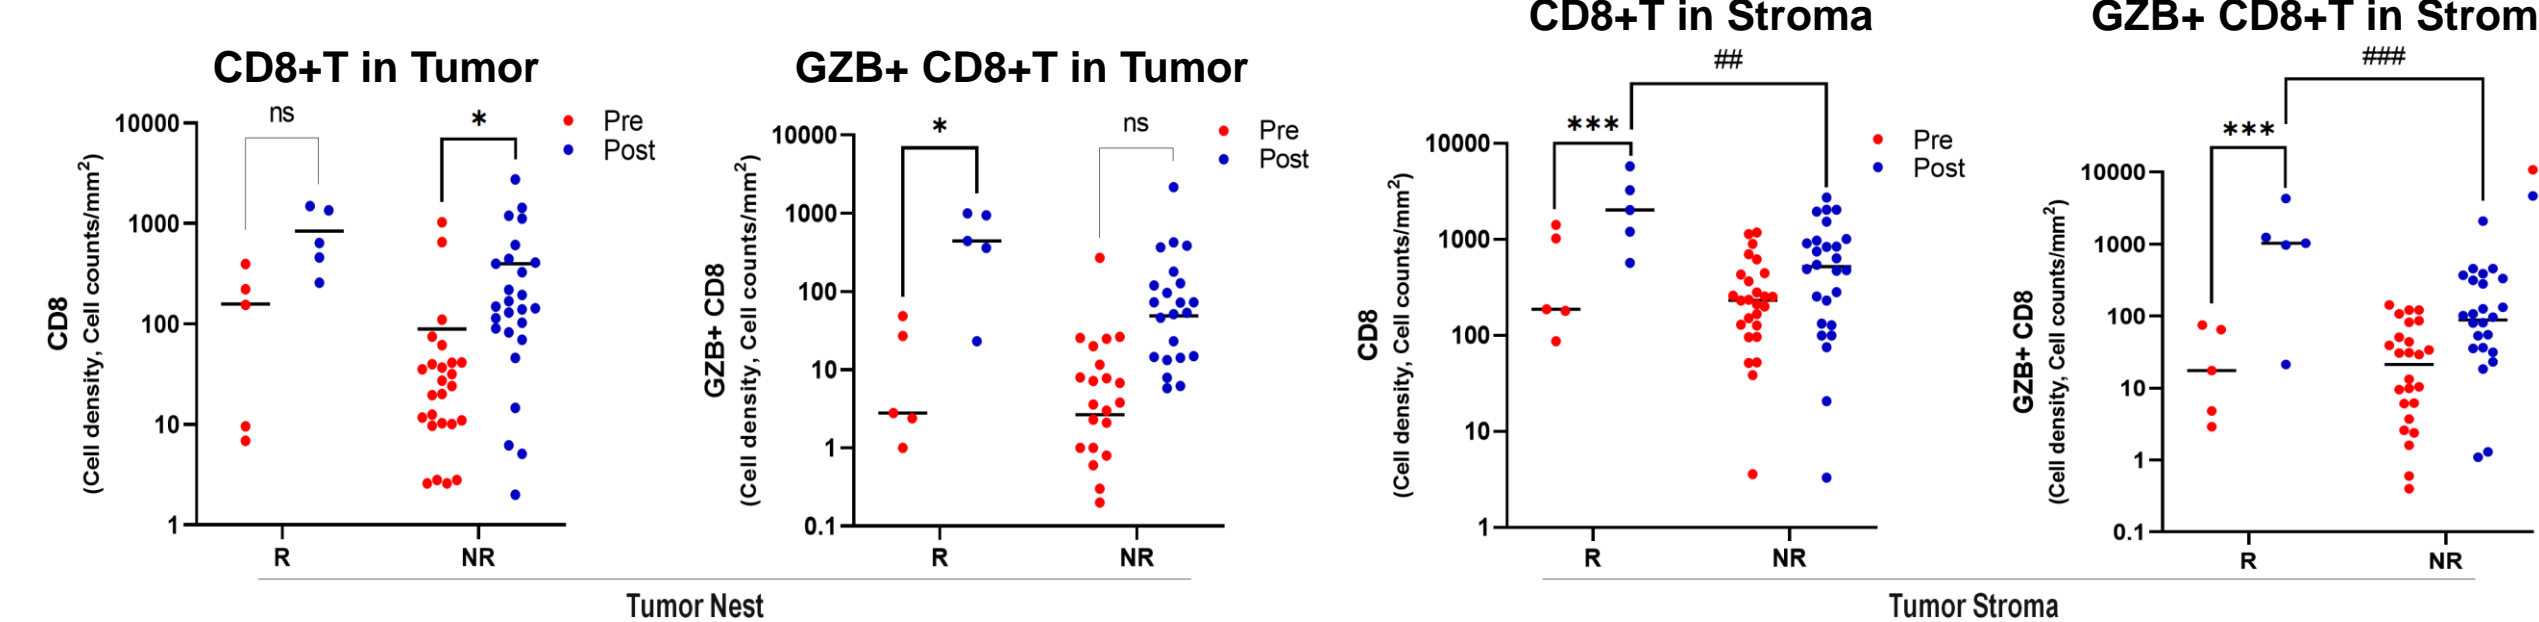 CD8+T in Tumor
ns
*
Pre
Post
10000
1000
100
10
1
CD8
(Cell density, Cell counts/mm²)
R
NR
GZB+ CD8+T in Tumor
*
ns
Pre
Post
10000
1000
100
10
1
0.1
GZB+ CD8
(Cell density, Cell counts/mm²)
R
NR
Tumor Nest
CD8+T in Stroma
##
***
Pre
Post
10000
1000
100
10
1
CD8
(Cell density, Cell counts/mm²)
R
NR
GZB+ CD8+T in Strom
###
***
10000
1000
100
10
1
0.1
GZB+ CD8
(Cell density, Cell counts/mm²)
R
NR
Tumor Stroma